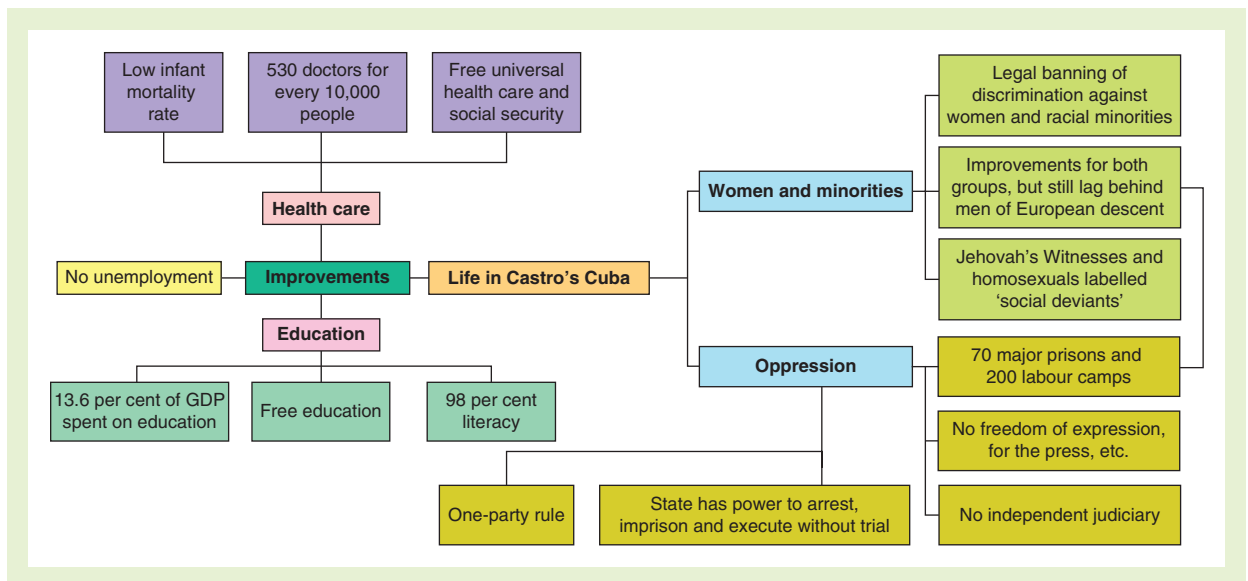 Low infant
mortality
rate
530 doctors for
every 10,000
people
Free universal
health care and
social security
Health care
No unemployment
Improvements
Life in Castro’s Cuba
Education
13.6 per cent of GDP
spent on education
Free education
98 per cent
literacy
Women and minorities
Legal banning of
discrimination against
women and racial minorities
Improvements for both
groups, but still lag behind
men of European descent
Jehovah’s Witnesses and
homosexuals labelled
‘social deviants’
Oppression
70 major prisons and
200 labour camps
No freedom of expression,
for the press, etc.
No independent judiciary
One-party rule
State has power to arrest,
imprison and execute without trial